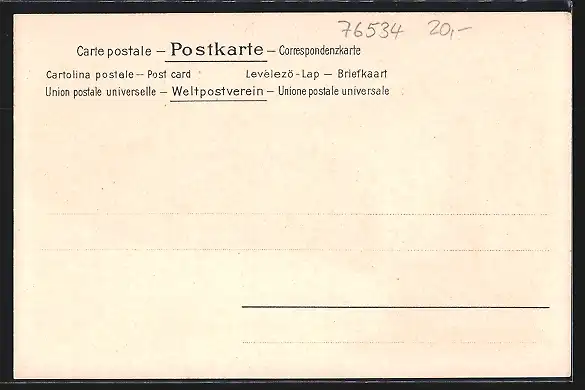 76534 20,-
Carte postale – Postkarte – Correspondenzkarte
Cartolina postale – Post card Levelezö-Lap – Briefkaart
Union postale universelle – Weltpostverein – Unione postale universale